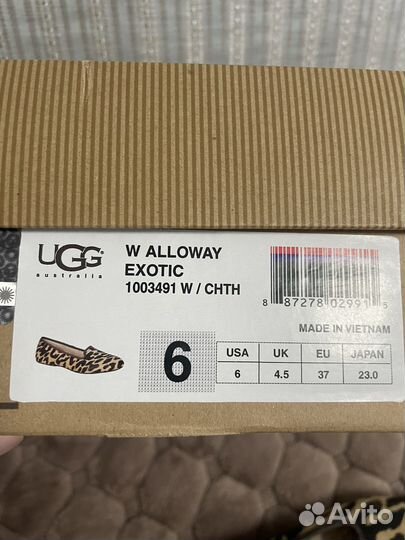 UGG
australia
W ALLOWAY
EXOTIC
1003491 W / CHTH
8 87278 02991 5
MADE IN VIETNAM
6
USA UK EU JAPAN
6 4.5 37 23.0
Avito